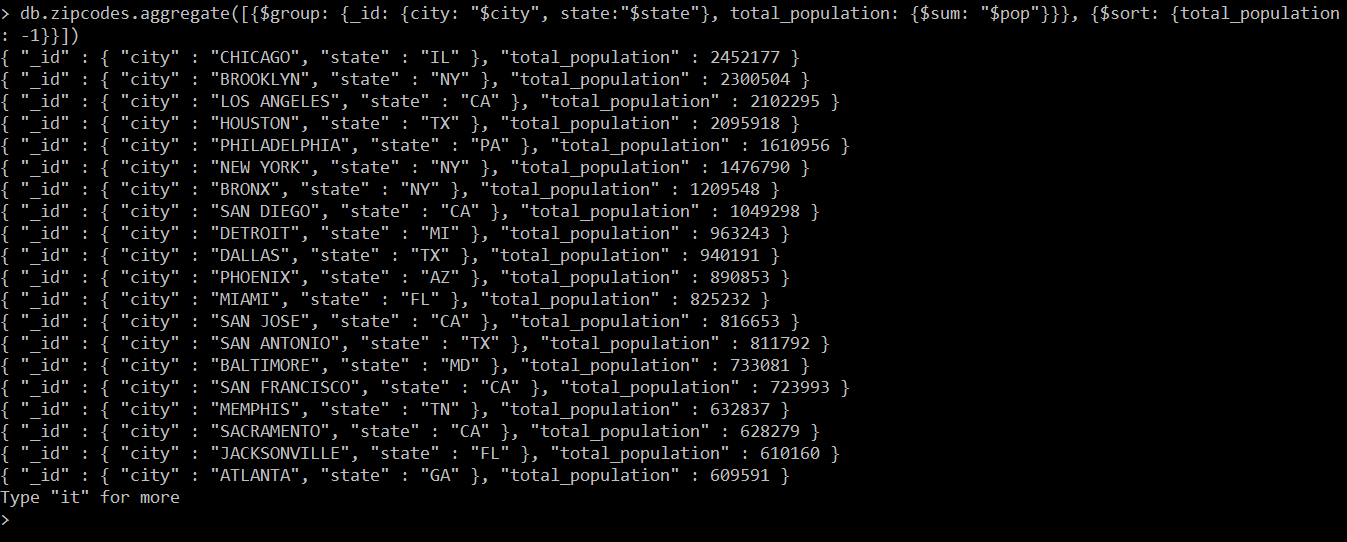 > db.zipcodes.aggregate([{$group: {_id: {city: "$city", state:"$state"}, total_population: {$sum: "$pop"}}}, {$sort: {total_population
: -1}}])
{ "_id" : { "city" : "CHICAGO", "state" : "IL" }, "total_population" : 2452177 }
{ "_id" : { "city" : "BROOKLYN", "state" : "NY" }, "total_population" : 2300504 }
{ "_id" : { "city" : "LOS ANGELES", "state" : "CA" }, "total_population" : 2102295 }
{ "_id" : { "city" : "HOUSTON", "state" : "TX" }, "total_population" : 2095918 }
{ "_id" : { "city" : "PHILADELPHIA", "state" : "PA" }, "total_population" : 1610956 }
{ "_id" : { "city" : "NEW YORK", "state" : "NY" }, "total_population" : 1476790 }
{ "_id" : { "city" : "BRONX", "state" : "NY" }, "total_population" : 1209548 }
{ "_id" : { "city" : "SAN DIEGO", "state" : "CA" }, "total_population" : 1049298 }
{ "_id" : { "city" : "DETROIT", "state" : "MI" }, "total_population" : 963243 }
{ "_id" : { "city" : "DALLAS", "state" : "TX" }, "total_population" : 940191 }
{ "_id" : { "city" : "PHOENIX", "state" : "AZ" }, "total_population" : 890853 }
{ "_id" : { "city" : "MIAMI", "state" : "FL" }, "total_population" : 825232 }
{ "_id" : { "city" : "SAN JOSE", "state" : "CA" }, "total_population" : 816653 }
{ "_id" : { "city" : "SAN ANTONIO", "state" : "TX" }, "total_population" : 811792 }
{ "_id" : { "city" : "BALTIMORE", "state" : "MD" }, "total_population" : 733081 }
{ "_id" : { "city" : "SAN FRANCISCO", "state" : "CA" }, "total_population" : 723993 }
{ "_id" : { "city" : "MEMPHIS", "state" : "TN" }, "total_population" : 632837 }
{ "_id" : { "city" : "SACRAMENTO", "state" : "CA" }, "total_population" : 628279 }
{ "_id" : { "city" : "JACKSONVILLE", "state" : "FL" }, "total_population" : 610160 }
{ "_id" : { "city" : "ATLANTA", "state" : "GA" }, "total_population" : 609591 }
Type "it" for more
>